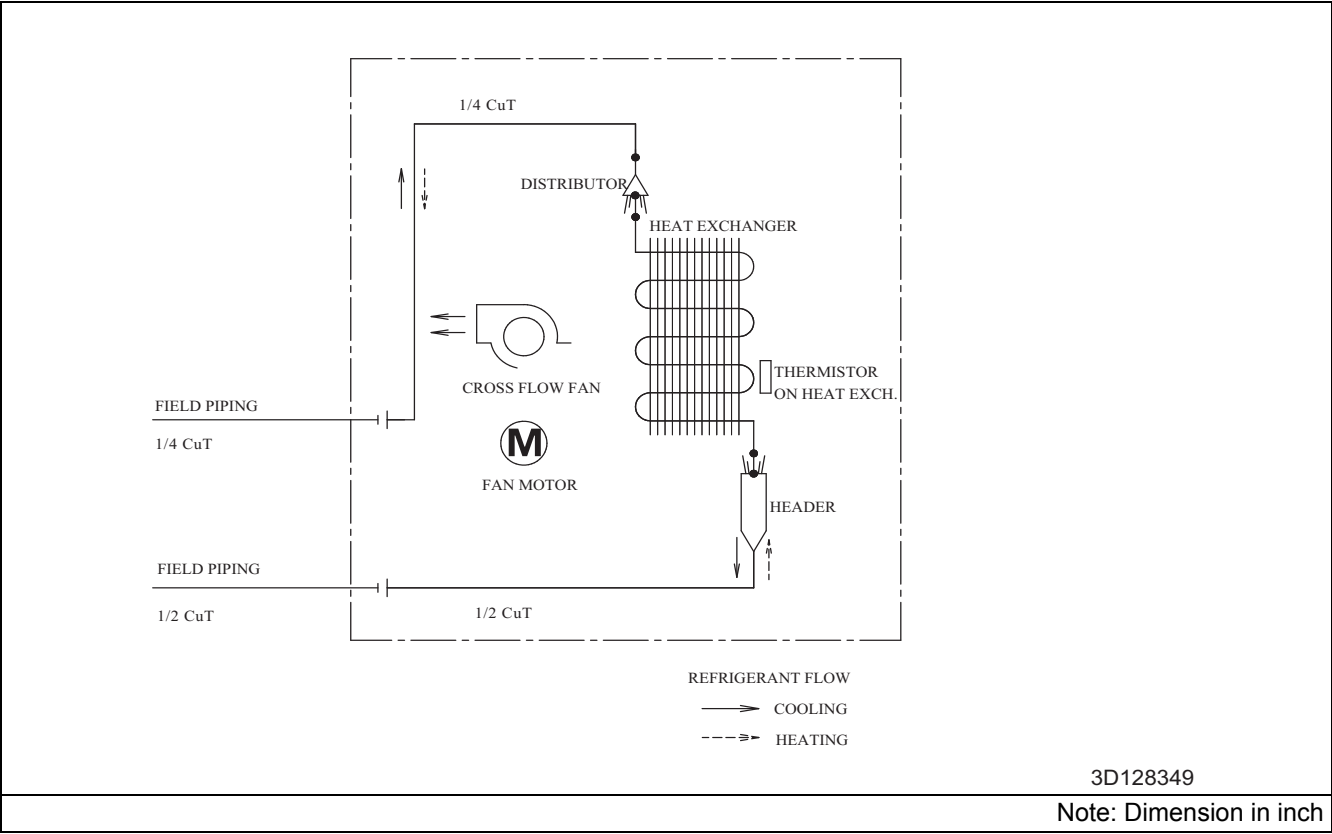 1/4 CuT
DISTRIBUTOR
HEAT EXCHANGER
THERMISTOR
ON HEAT EXCH.
CROSS FLOW FAN
FIELD PIPING
1/4 CuT
M
FAN MOTOR
HEADER
FIELD PIPING
1/2 CuT
1/2 CuT
REFRIGERANT FLOW
COOLING
HEATING
3D128349
Note: Dimension in inch